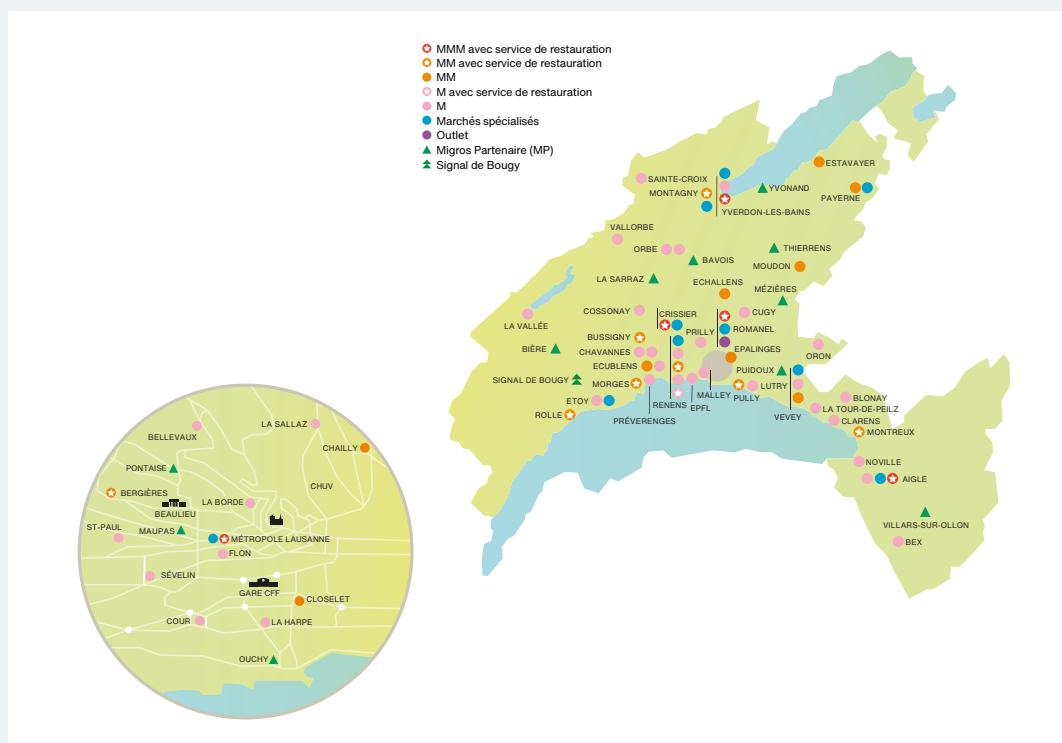 MMM avec service de restauration
MM avec service de restauration
MM
M avec service de restauration
M
Marchés spécialisés
Outlet
Migros Partenaire (MP)
Signal de Bougy
ESTAVAYER
SAINTE-CROIX
MONTAGNY
YVONAND
PAYERNE
YVERDON-LES-BAINS
VALLORBE
ORBE
THIERRENS
BAVOIS
MOUDON
LA SARRAZ
ECHALLENS
MÉZIÈRES
COSSONAY
CRISSIER
CUGY
LA VALLÉE
BUSSIGNY
PRILLY
ROMANEL
BIÈRE
CHAVANNES
EPALINGES
ORON
ECUBLENS
PUIDOUX
SIGNAL DE BOUGY
MORGES
MALLEY
LUTRY
PULLY
ETOY
RENENS
EPFL
BLONAY
LA TOUR-DE-PEILZ
ROLLE
PRÉVERENGES
VEVEY
CLARENS
MONTREUX
NOVILLE
AIGLE
VILLARS-SUR-OLLON
BEX
BELLEVAUX
LA SALLAZ
CHAILLY
PONTAISE
CHUV
BERGIÈRES
LA BORDE
BEAULIEU
ST-PAUL
MAUPAS
MÉTROPOLE LAUSANNE
FLON
SÉVELIN
GARE CFF
CLOSELET
COUR
LA HARPE
OUCHY